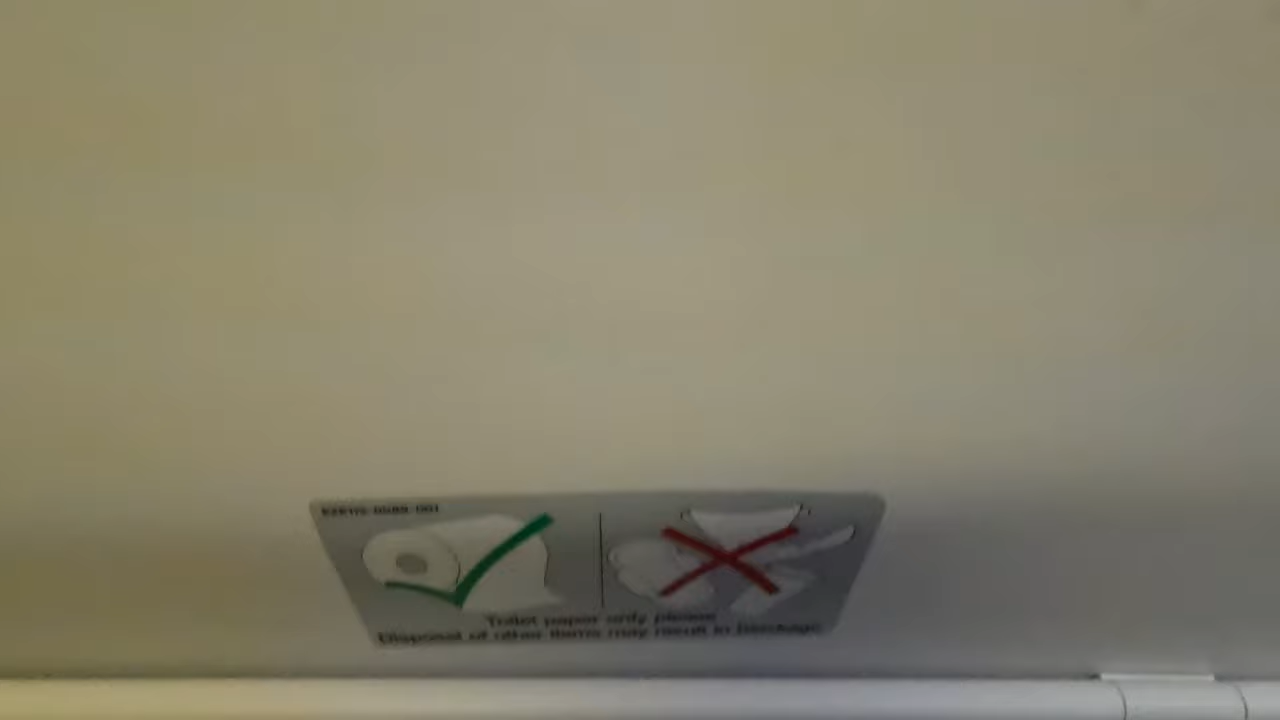 Toilet paper only please
Disposal of other items may result in blockage